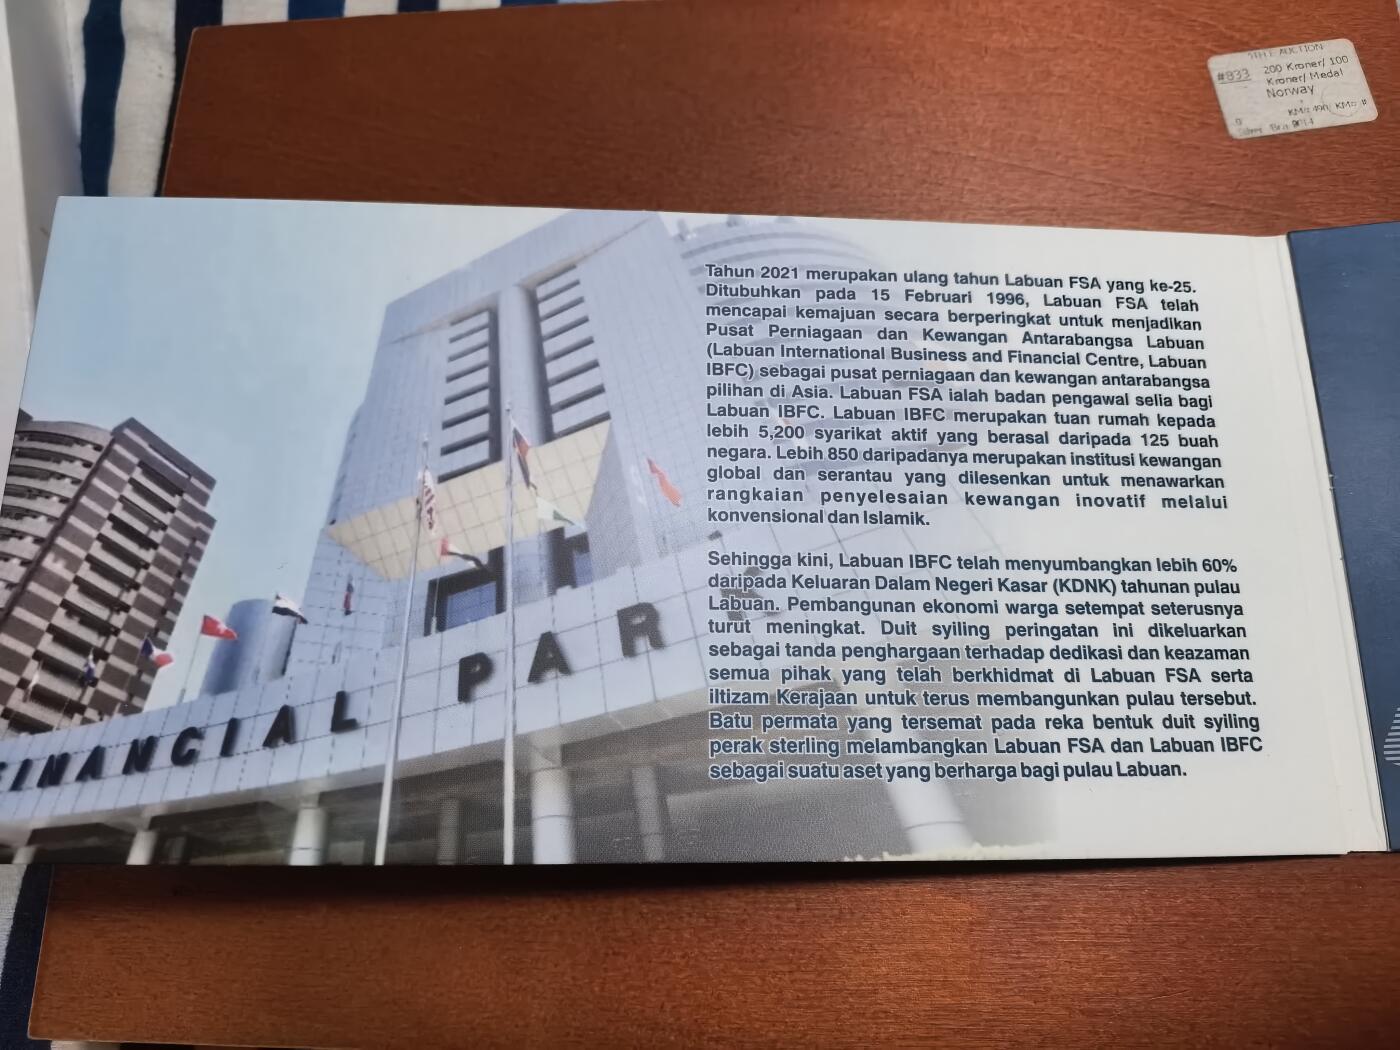 5TH E-AUCTION
#833
200 Kroner/ 100
Kroner/ Medal
Norway
Tahun 2021 merupakan ulang tahun Labuan FSA yang ke-25.
Ditubuhkan pada 15 Februari 1996, Labuan FSA telah
mencapai kemajuan secara berperingkat untuk menjadikan
Pusat Perniagaan dan Kewangan Antarabangsa Labuan
(Labuan International Business and Financial Centre, Labuan
IBFC) sebagai pusat perniagaan dan kewangan antarabangsa
pilihan di Asia. Labuan FSA ialah badan pengawal selia bagi
Labuan IBFC. Labuan IBFC merupakan tuan rumah kepada
lebih 5,200 syarikat aktif yang berasal daripada 125 buah
negara. Lebih 850 daripadanya merupakan institusi kewangan
global dan serantau yang dilesenkan untuk menawarkan
rangkaian penyelesaian kewangan inovatif melalui
konvensional dan Islamik.
Sehingga kini, Labuan IBFC telah menyumbangkan lebih 60%
daripada Keluaran Dalam Negeri Kasar (KDNK) tahunan pulau
Labuan. Pembangunan ekonomi warga setempat seterusnya
turut meningkat. Duit syiling peringatan ini dikeluarkan
sebagai tanda penghargaan terhadap dedikasi dan keazaman
semua pihak yang telah berkhidmat di Labuan FSA serta
iltizam Kerajaan untuk terus membangunkan pulau tersebut.
Batu permata yang tersemat pada reka bentuk duit syiling
perak sterling melambangkan Labuan FSA dan Labuan IBFC
sebagai suatu aset yang berharga bagi pulau Labuan.
FINANCIAL PARK